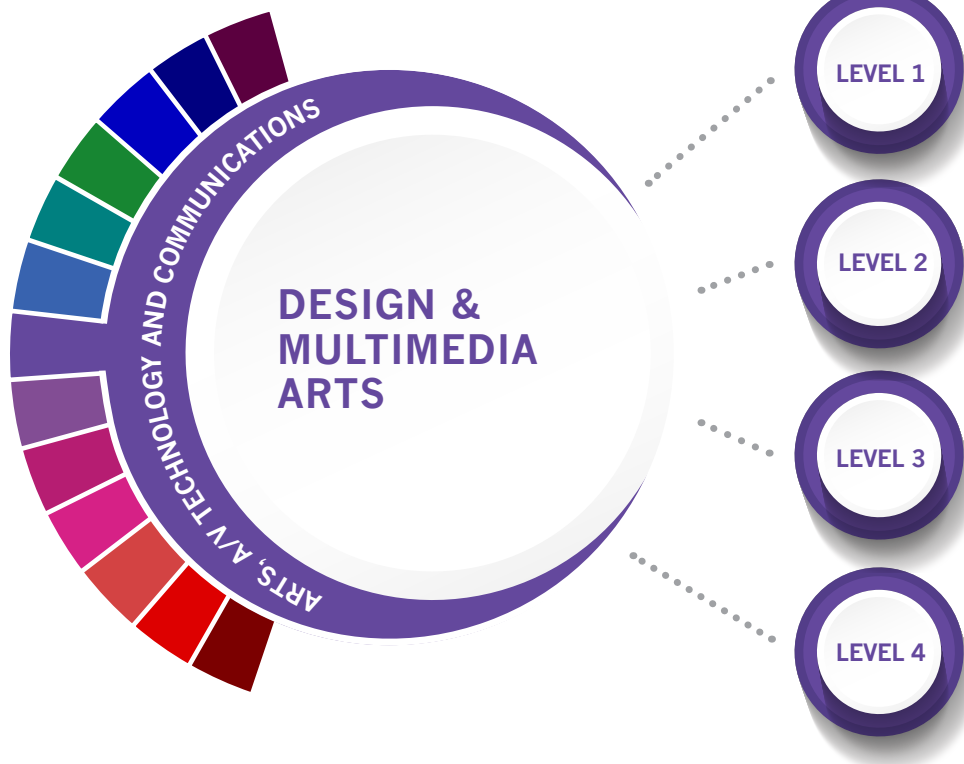 ARTS, A/V TECHNOLOGY AND COMMUNICATIONS
DESIGN &
MULTIMEDIA
ARTS
LEVEL 1
LEVEL 2
LEVEL 3
LEVEL 4